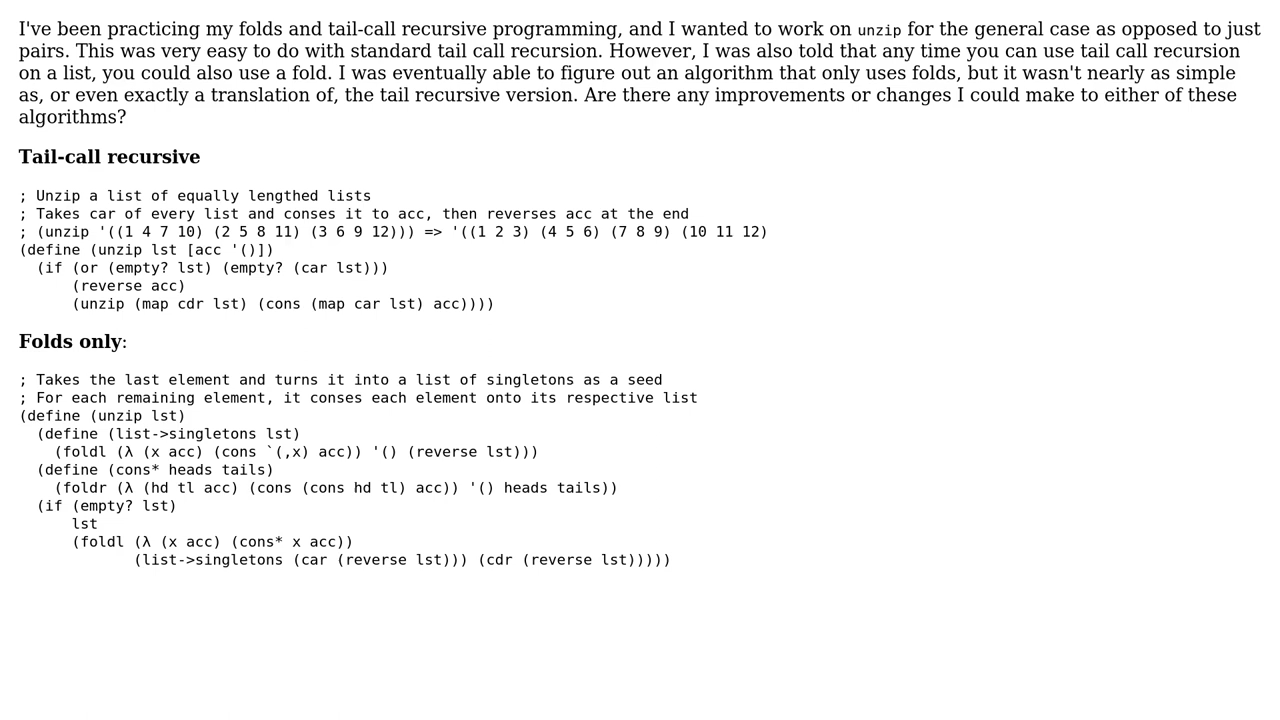 I've been practicing my folds and tail-call recursive programming, and I wanted to work on unzip for the general case as opposed to just
pairs. This was very easy to do with standard tail call recursion. However, I was also told that any time you can use tail call recursion
on a list, you could also use a fold. I was eventually able to figure out an algorithm that only uses folds, but it wasn't nearly as simple
as, or even exactly a translation of, the tail recursive version. Are there any improvements or changes I could make to either of these
algorithms?
Tail-call recursive
; Unzip a list of equally lengthed lists
; Takes car of every list and conses it to acc, then reverses acc at the end
; (unzip '((1 4 7 10) (2 5 8 11) (3 6 9 12))) => '((1 2 3) (4 5 6) (7 8 9) (10 11 12)
(define (unzip lst [acc '()])
  (if (or (empty? lst) (empty? (car lst)))
      (reverse acc)
      (unzip (map cdr lst) (cons (map car lst) acc))))
Folds only:
; Takes the last element and turns it into a list of singletons as a seed
; For each remaining element, it conses each element onto its respective list
(define (unzip lst)
  (define (list->singletons lst)
    (foldl (λ (x acc) (cons `(,x) acc)) '() (reverse lst)))
  (define (cons* heads tails)
    (foldr (λ (hd tl acc) (cons (cons hd tl) acc)) '() heads tails))
  (if (empty? lst)
      lst
      (foldl (λ (x acc) (cons* x acc))
             (list->singletons (car (reverse lst))) (cdr (reverse lst)))))